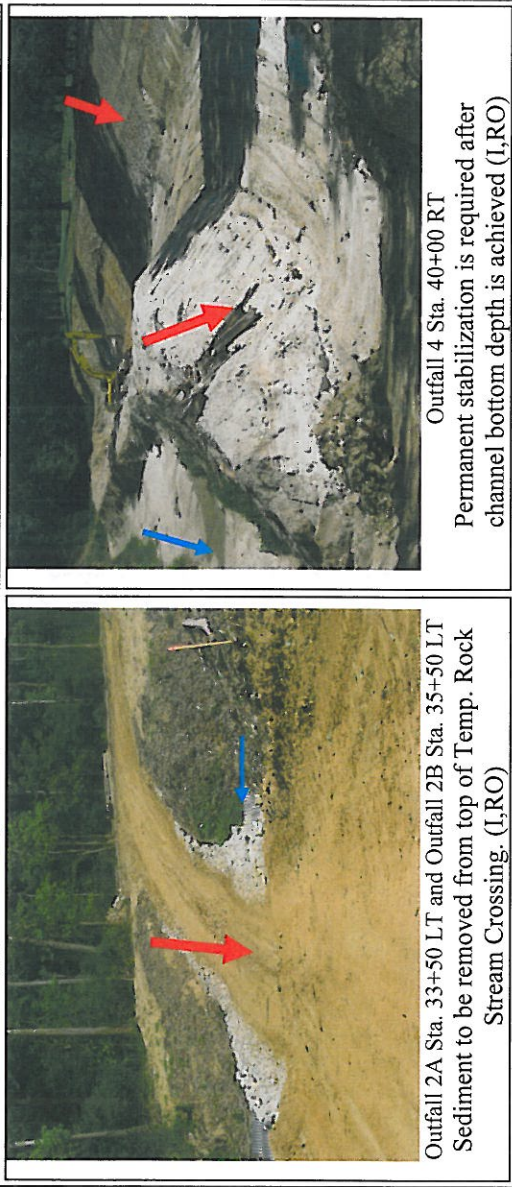 Outfall 2A Sta. 33+50 LT and Outfall 2B Sta. 35+50 LT
Sediment to be removed from top of Temp. Rock
Stream Crossing. (I,RO)
Outfall 4 Sta. 40+00 RT
Permanent stabilization is required after
channel bottom depth is achieved (I,RO)